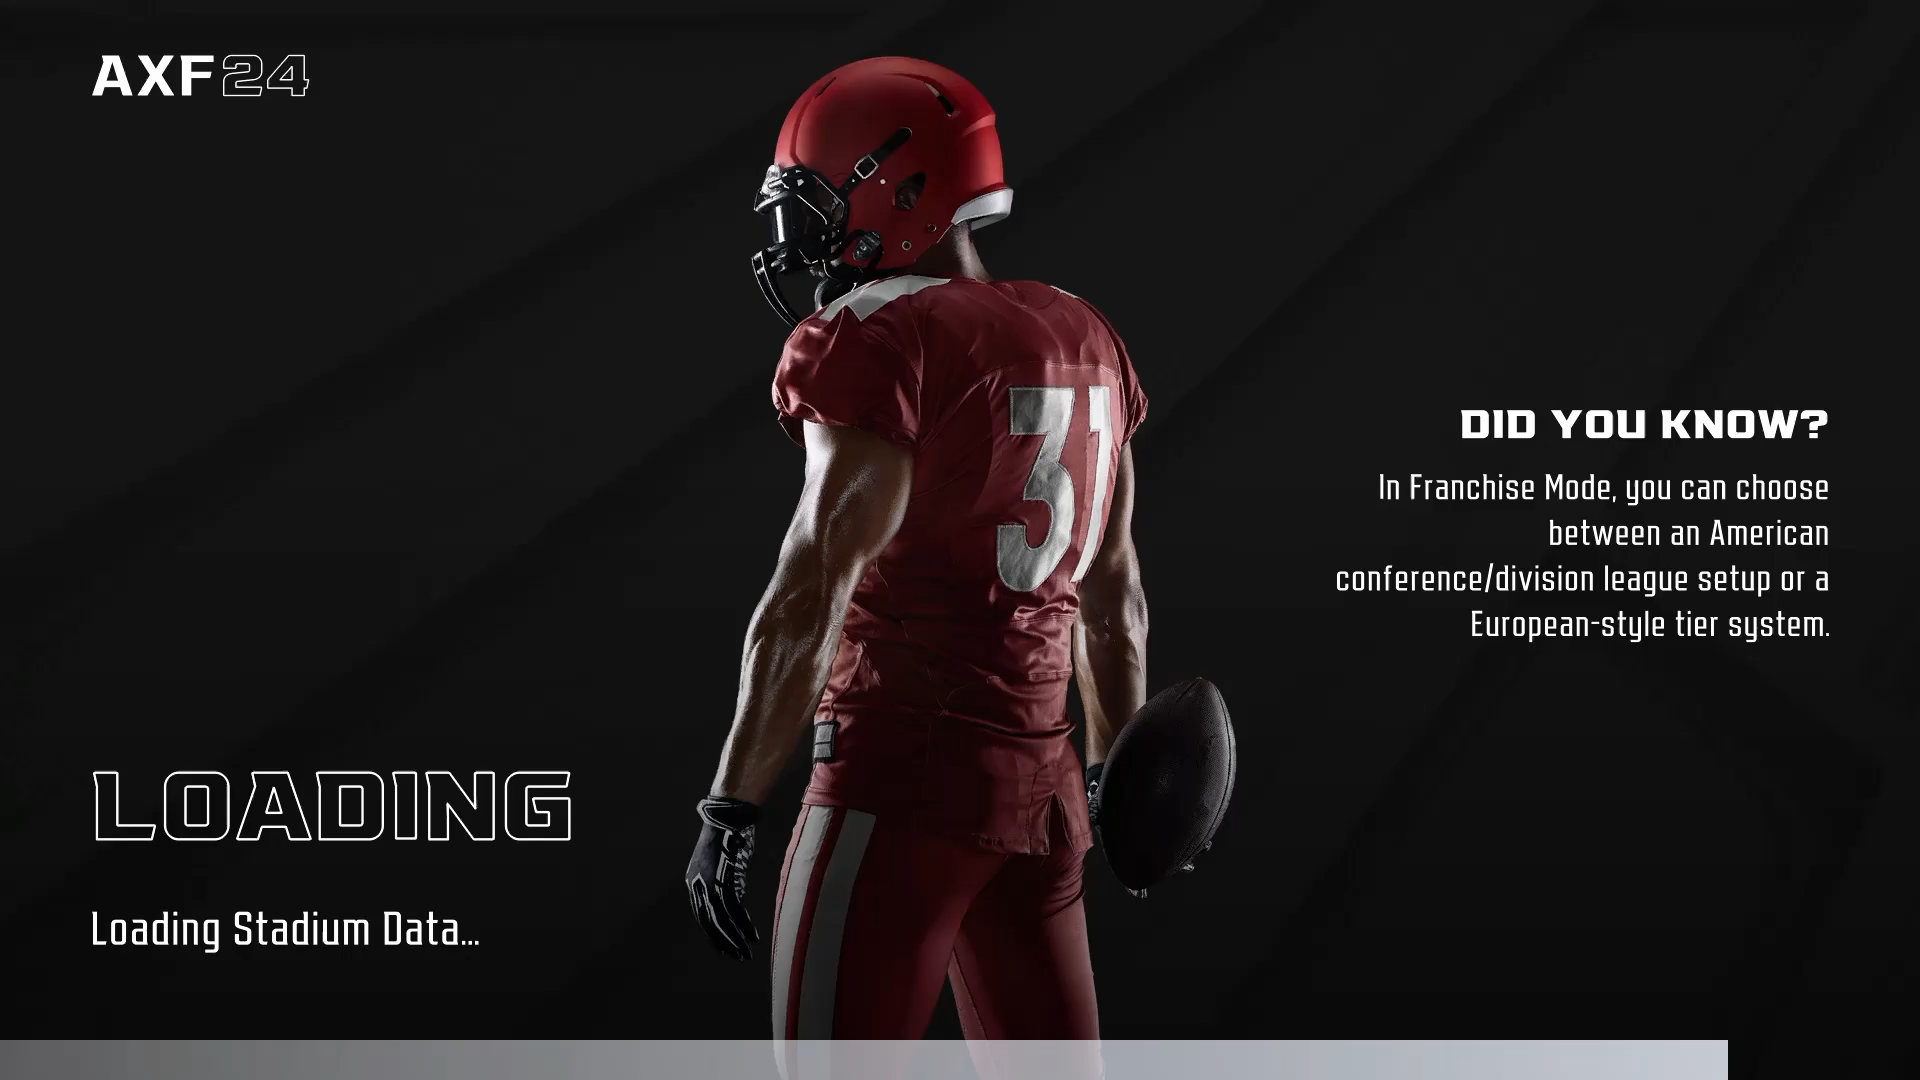 AXF24
31
DID YOU KNOW?
In Franchise Mode, you can choose
between an American
conference/division league setup or a
European-style tier system.
LOADING
Loading Stadium Data...